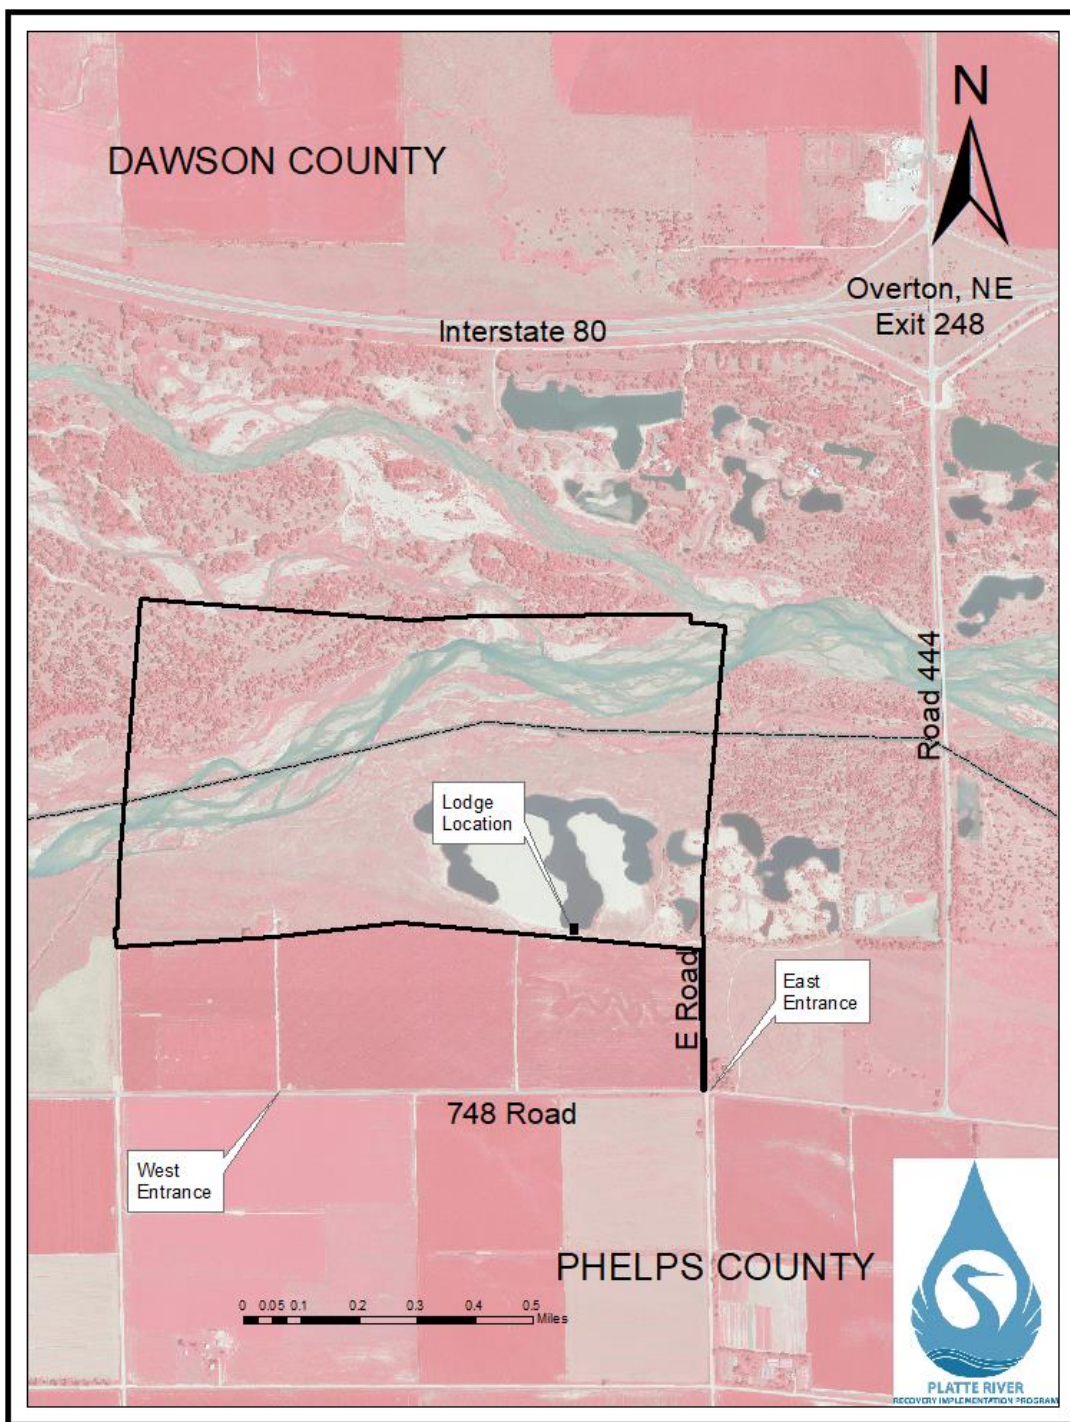 N
DAWSON COUNTY
Overton, NE
Exit 248
Interstate 80
Road 444
Lodge
Location
E Road
East
Entrance
748 Road
West
Entrance
PHELPS COUNTY
0 0.05 0.1 0.2 0.3 0.4 0.5
Miles
PLATTE RIVER
RECOVERY IMPLEMENTATION PROGRAM